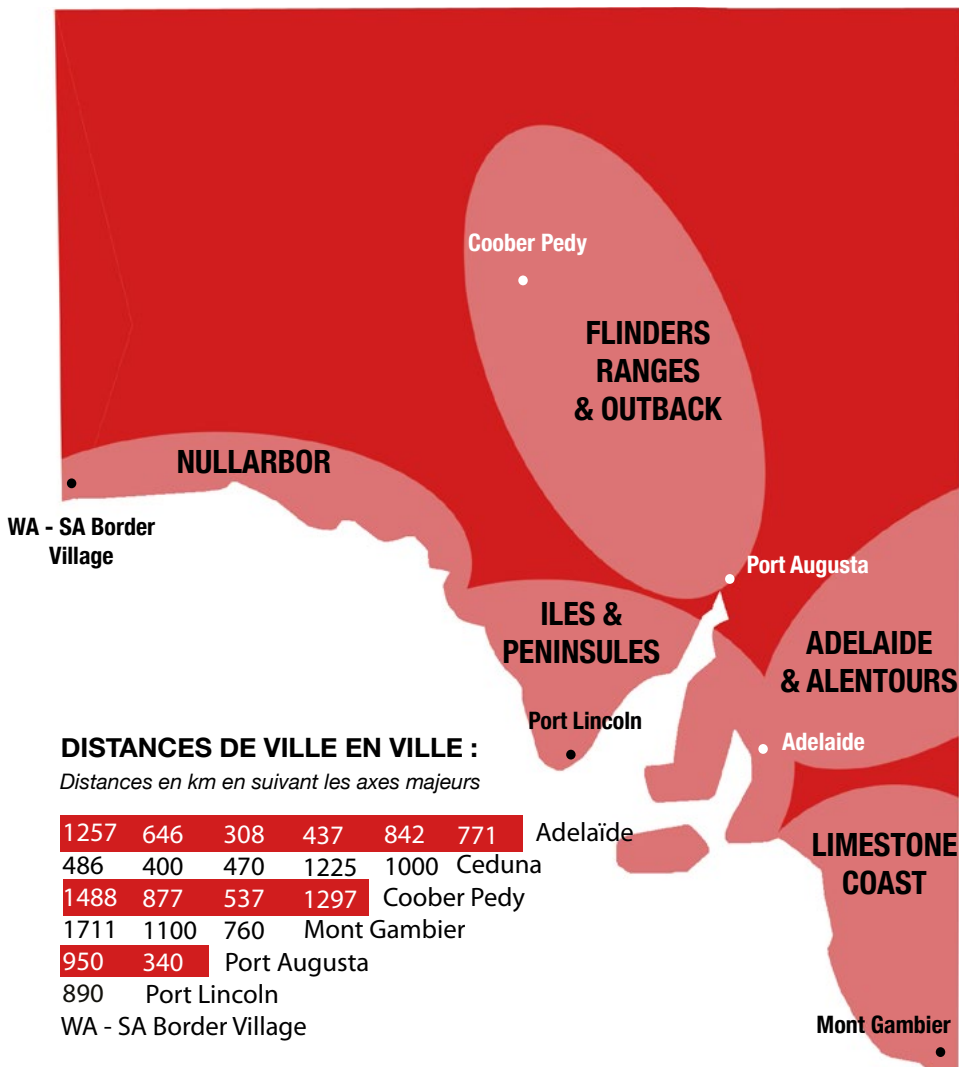 Coober Pedy
FLINDERS
RANGES
& OUTBACK
NULLARBOR
WA - SA Border
Village
Port Augusta
ILES &
PENINSULES
ADELAIDE
& ALENTOURS
Port Lincoln
Adelaide
DISTANCES DE VILLE EN VILLE :
Distances en km en suivant les axes majeurs
1257 646 308 437 842 771 Adelaïde
486 400 470 1225 1000 Ceduna
1488 877 537 1297 Coober Pedy
1711 1100 760 Mont Gambier
950 340 Port Augusta
890 Port Lincoln
WA - SA Border Village
LIMESTONE
COAST
Mont Gambier